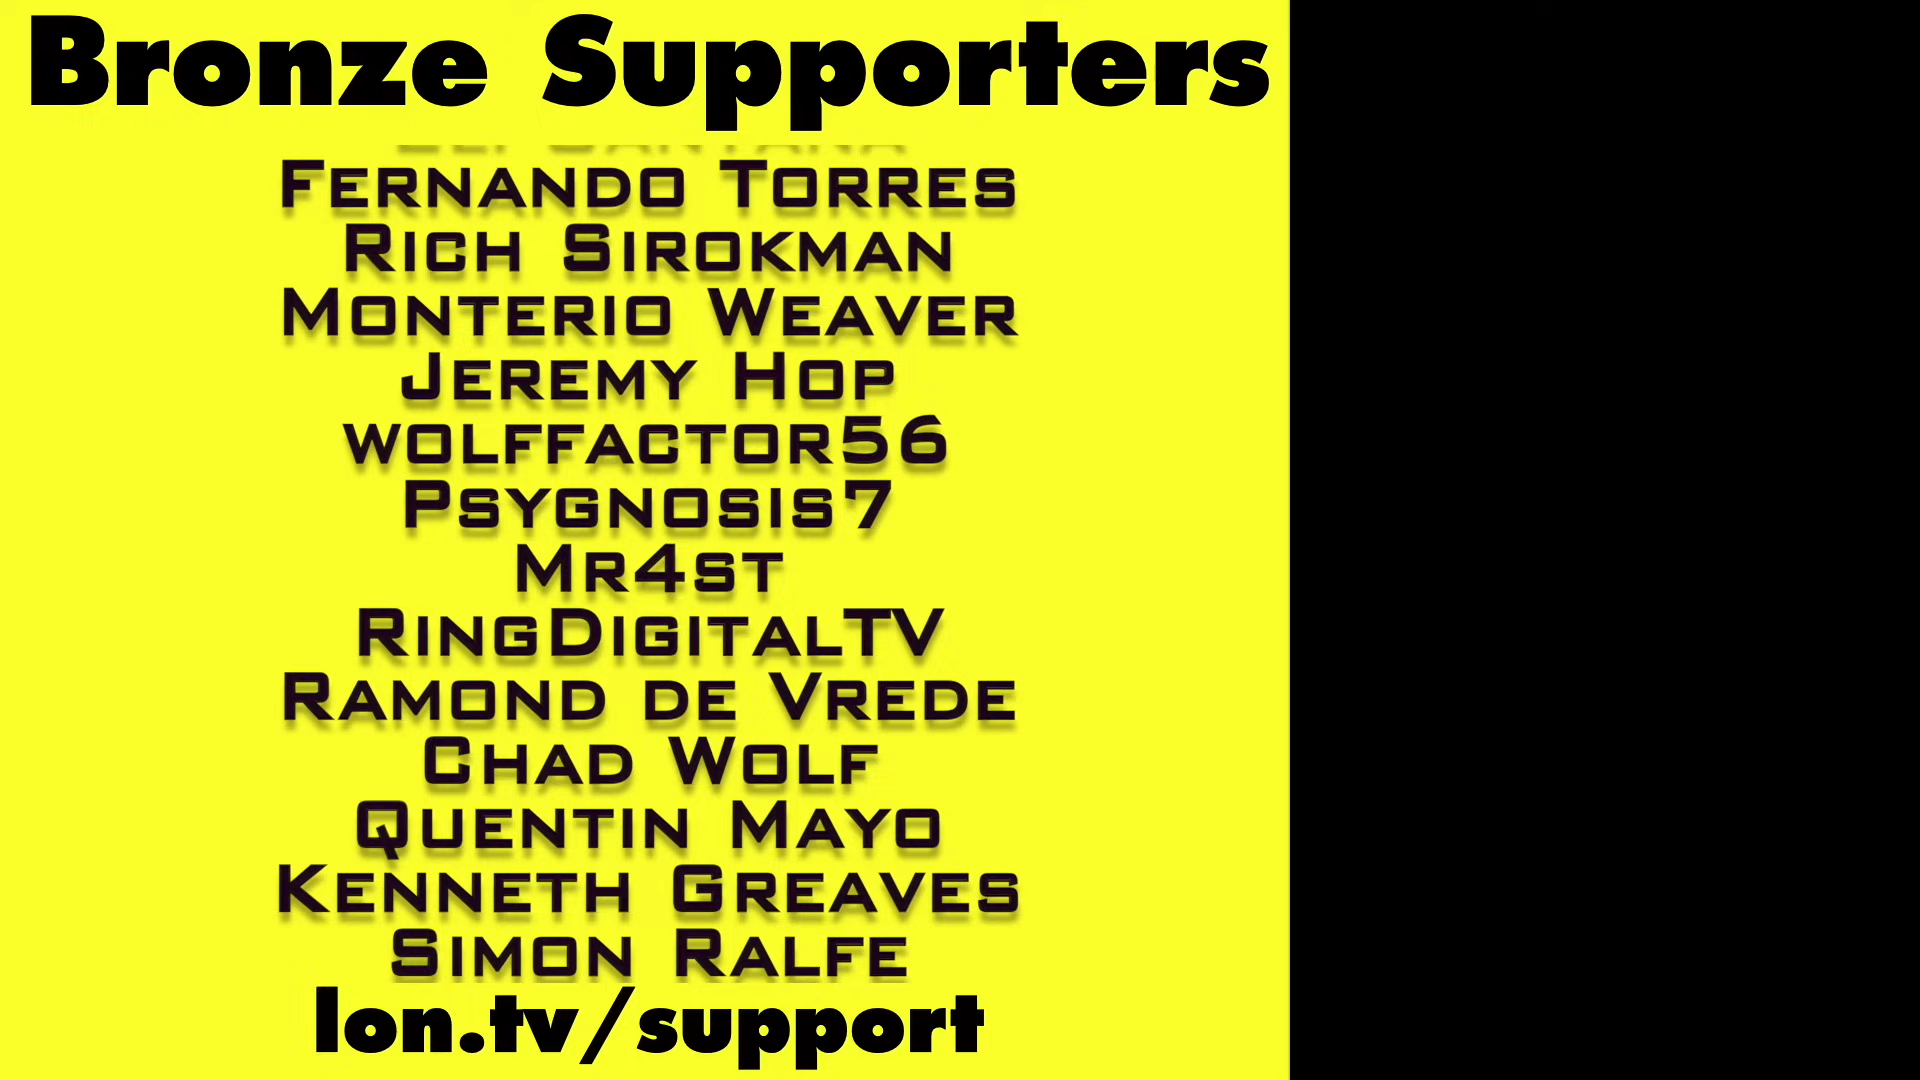 Bronze Supporters
Fernando Torres
Rich Sirokman
Monterio Weaver
Jeremy Hop
wolffactor56
Psygnosis7
Mr4st
RingDigitalTV
Ramond de Vrede
Chad Wolf
Quentin Mayo
Kenneth Greaves
Simon Ralfe
lon.tv/support